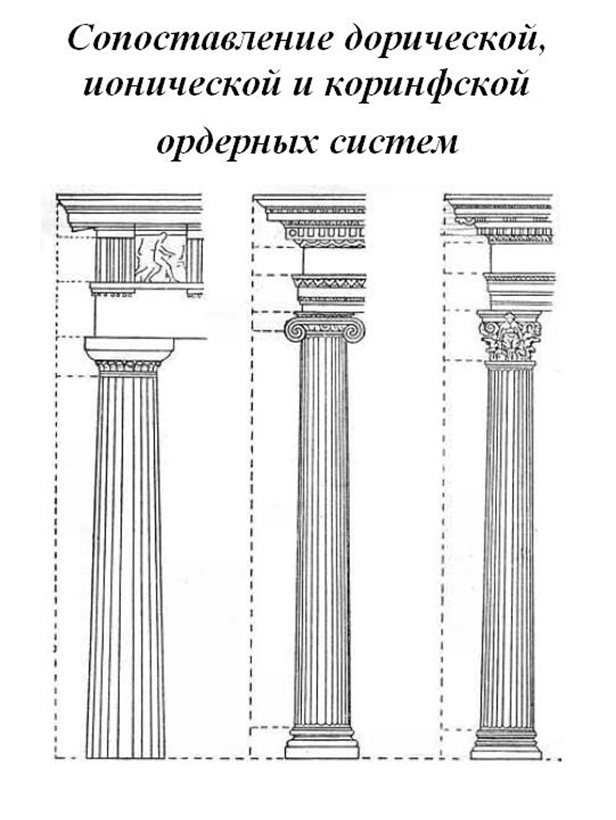 Сопоставление дорической,
ионической и коринфской
ордерных систем